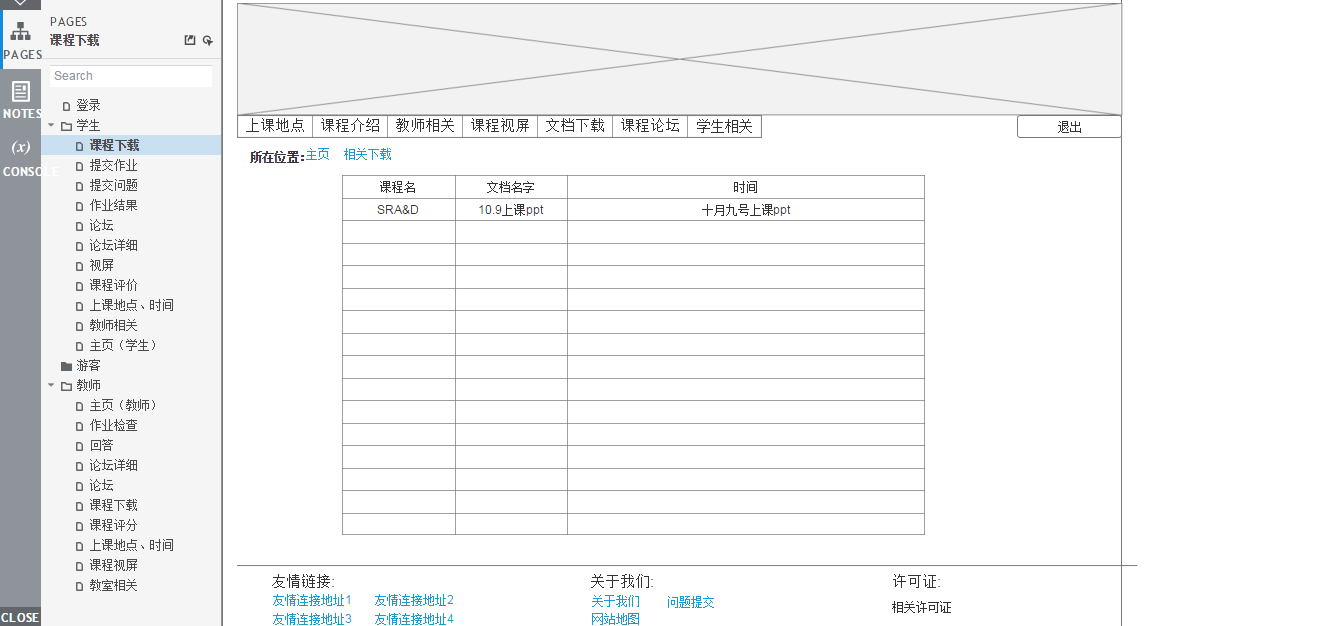 PAGES
课程下载
PAGES
Search
NOTES
(x)
CONSOLE
登录
学生
课程下载
提交作业
提交问题
作业结果
论坛
论坛详细
视屏
课程评价
上课地点、时间
教师相关
主页（学生）
游客
教师
主页（教师）
作业检查
回答
论坛详细
论坛
课程下载
课程评分
上课地点、时间
课程视屏
教室相关
CLOSE
上课地点 课程介绍 教师相关 课程视屏 文档下载 课程论坛 学生相关 退出
所在位置:主页 相关下载
课程名 文档名字 时间
SRA&D 10.9上课ppt 十月九号上课ppt
友情链接: 关于我们: 许可证:
友情连接地址1 友情连接地址2 关于我们 问题提交 相关许可证
友情连接地址3 友情连接地址4 网站地图